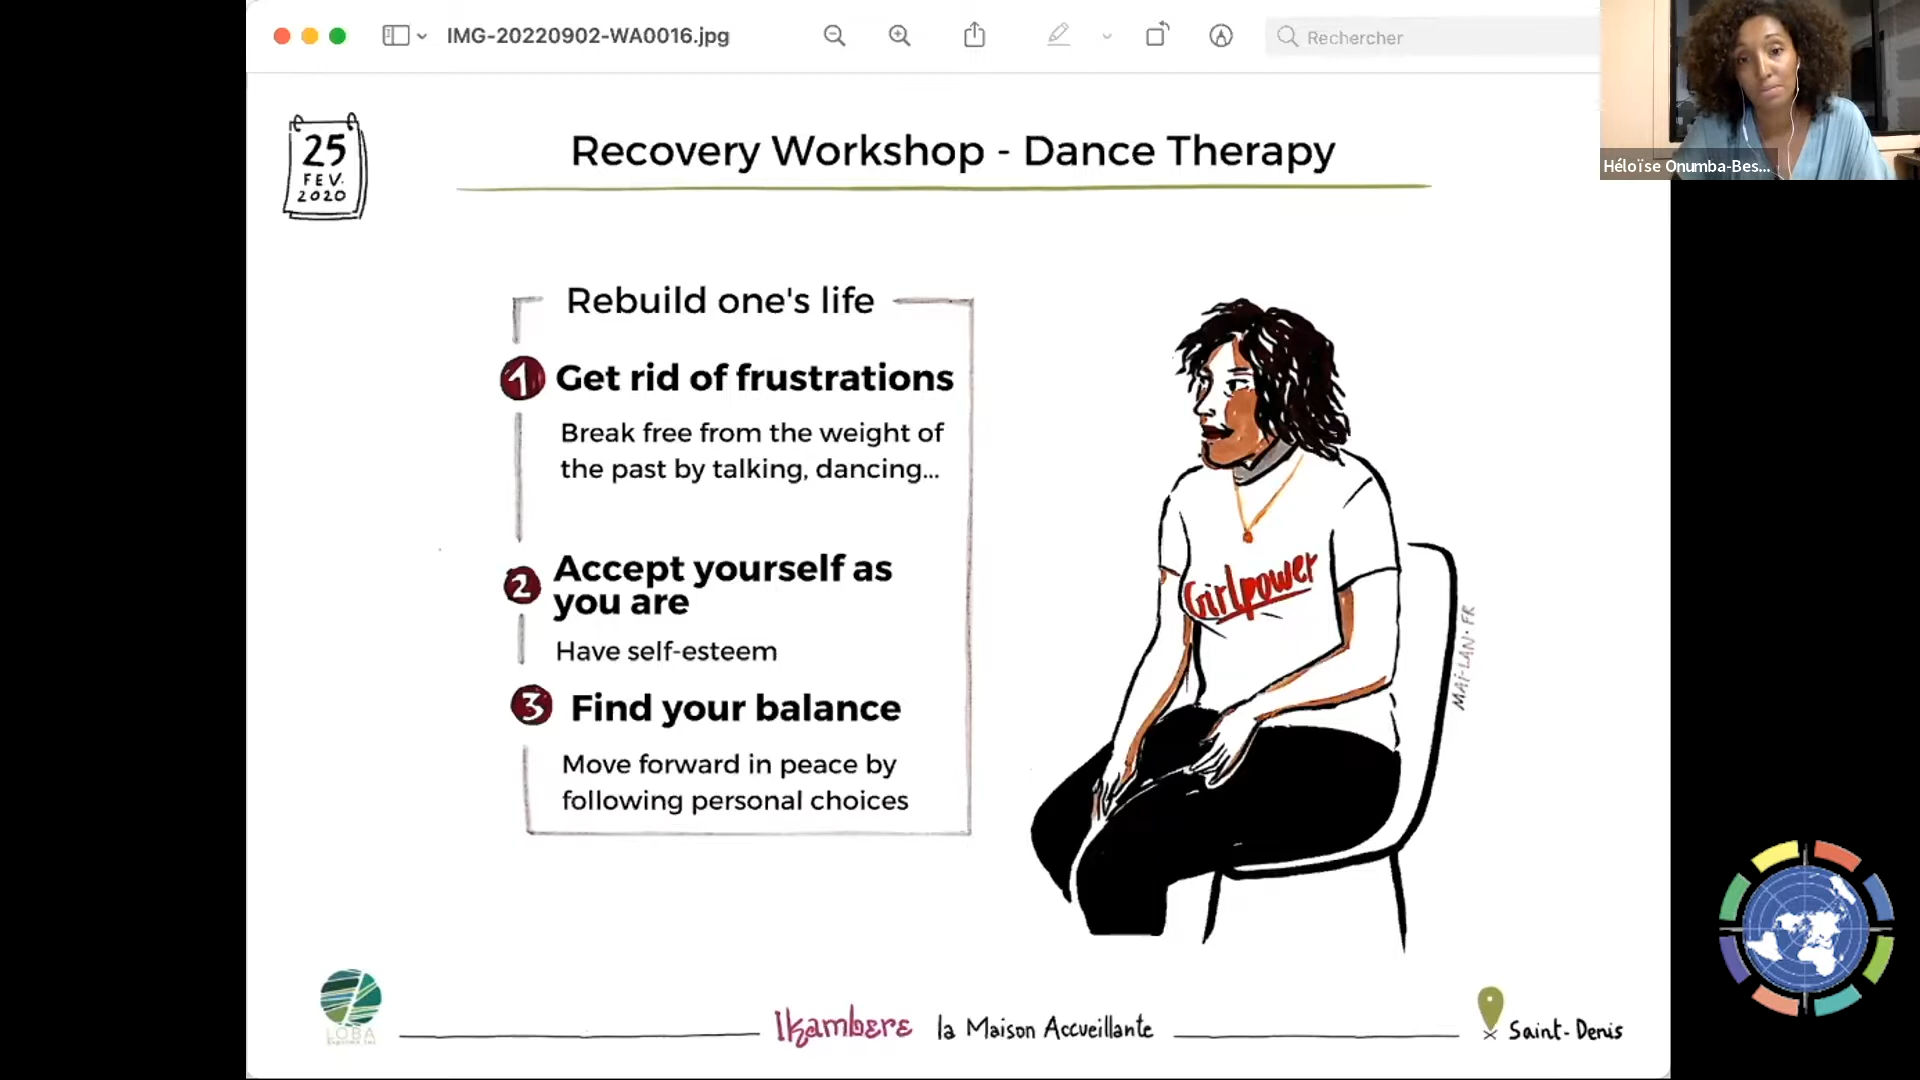 IMG-20220902-WA0016.jpg
Rechercher
Héloïse Onumba-Bes...
25
FEV.
2020
Recovery Workshop - Dance Therapy
Rebuild one's life
1 Get rid of frustrations
Break free from the weight of
the past by talking, dancing...
2 Accept yourself as
you are
Have self-esteem
3 Find your balance
Move forward in peace by
following personal choices
Girlpower
MAI-LAN.FR
LOBA
Ikambere la Maison Accueillante
Saint-Denis